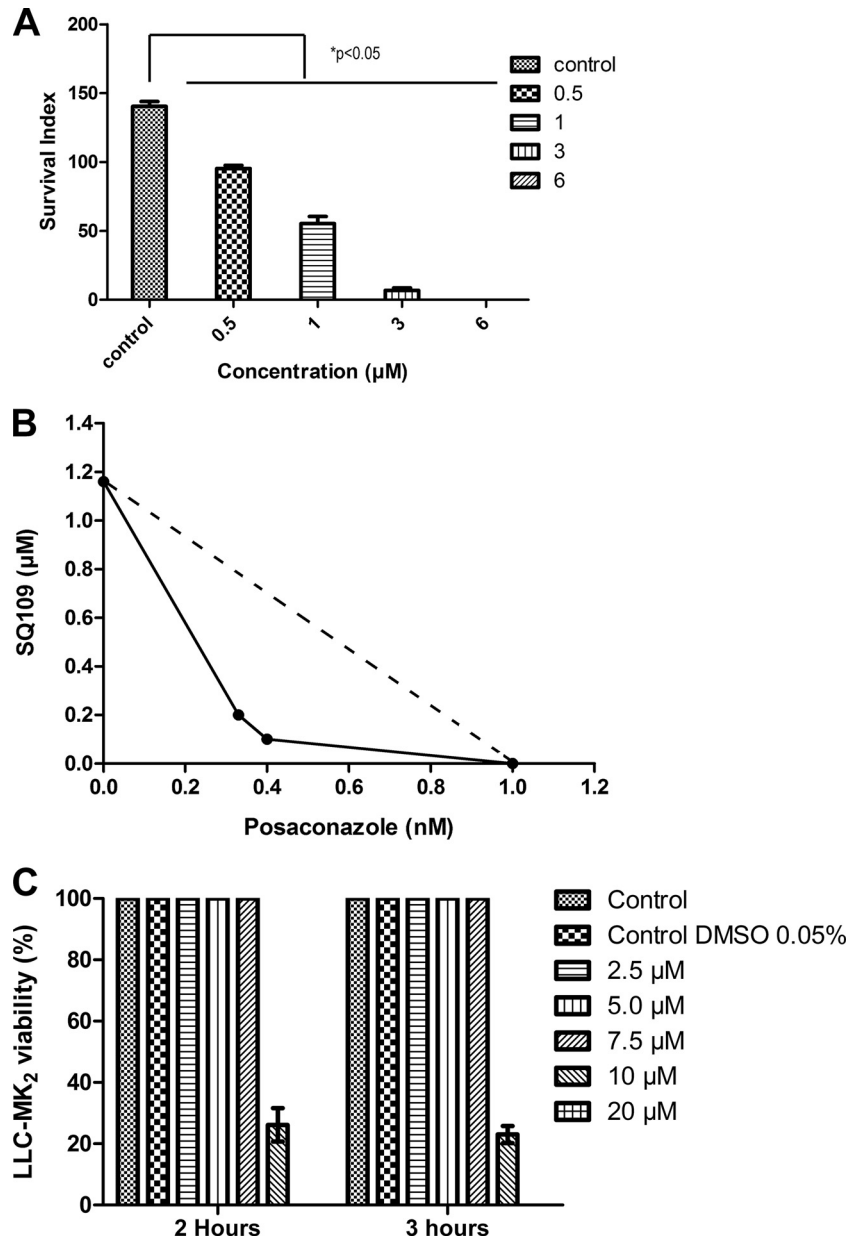 A
200
150
100
50
0
Survival Index
*p<0.05
control
0.5
1
3
6
control
0.5
1
3
6
Concentration (µM)
B
1.4
1.2
1.0
0.8
0.6
0.4
0.2
0.0
SQ109 (µM)
0.0 0.2 0.4 0.6 0.8 1.0 1.2
Posaconazole (nM)
C
100
80
60
40
20
0
LLC-MK₂ viability (%)
2 Hours
3 hours
Control
Control DMSO 0.05%
2.5 µM
5.0 µM
7.5 µM
10 µM
20 µM